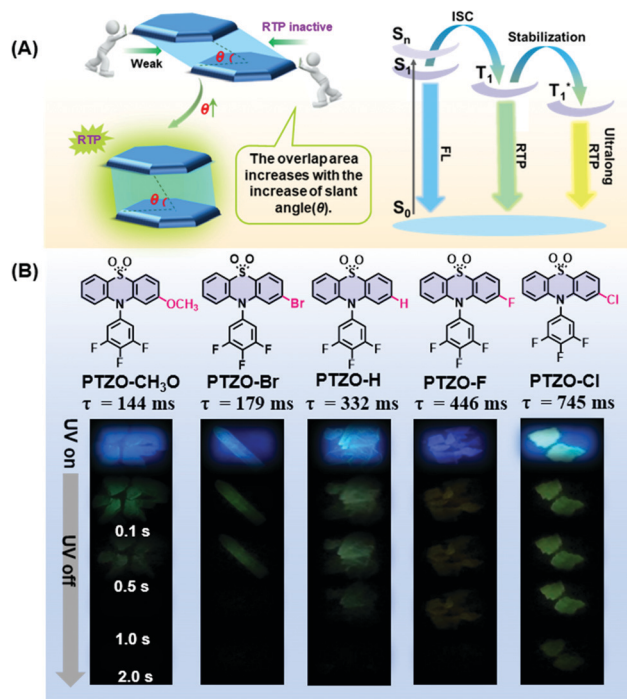 (A)
Weak
RTP inactive
θ
θ↑
RTP
θ
The overlap area
increases with the
increase of slant
angle(θ).
ISC
Stabilization
Sn
S1
T1
T1*
FL
RTP
Ultralong
RTP
S0
(B)
O O
S
N
OCH3
F F
F
O O
S
N
Br
F F
F
O O
S
N
H
F F
F
O O
S
N
F
F F
F
O O
S
N
Cl
F F
F
PTZO-CH3O PTZO-Br PTZO-H PTZO-F PTZO-Cl
τ = 144 ms τ = 179 ms τ = 332 ms τ = 446 ms τ = 745 ms
UV on
UV off
0.1 s
0.5 s
1.0 s
2.0 s